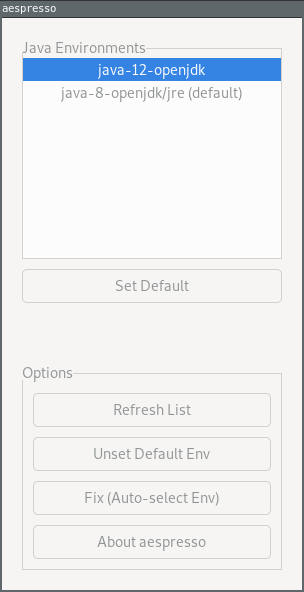 aespresso
Java Environments
java-12-openjdk
java-8-openjdk/jre (default)
Set Default
Options
Refresh List
Unset Default Env
Fix (Auto-select Env)
About aespresso